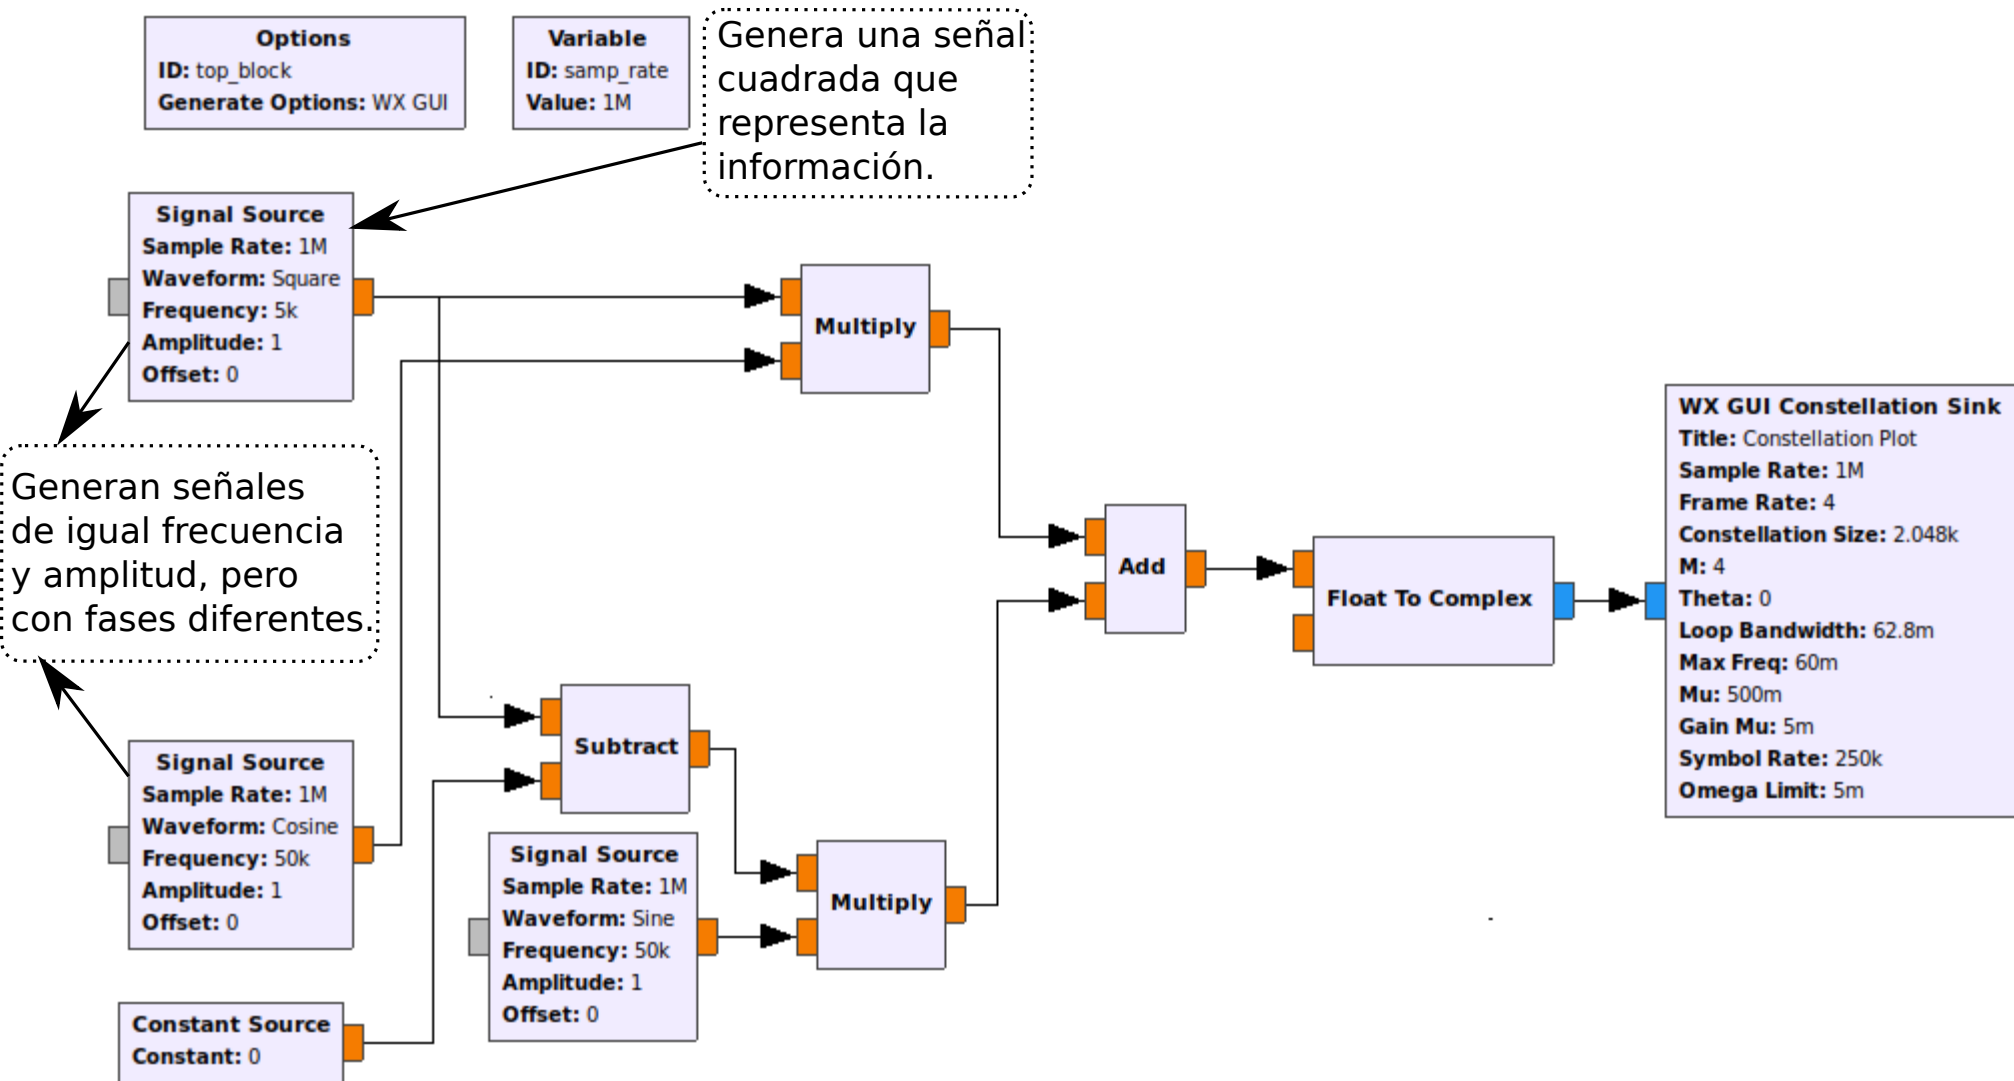 Options
ID: top_block
Generate Options: WX GUI
Variable
ID: samp_rate
Value: 1M
Genera una señal
cuadrada que
representa la
información.
Signal Source
Sample Rate: 1M
Waveform: Square
Frequency: 5k
Amplitude: 1
Offset: 0
Multiply
Generan señales
de igual frecuencia
y amplitud, pero
con fases diferentes.
Signal Source
Sample Rate: 1M
Waveform: Cosine
Frequency: 50k
Amplitude: 1
Offset: 0
Constant Source
Constant: 0
Subtract
Signal Source
Sample Rate: 1M
Waveform: Sine
Frequency: 50k
Amplitude: 1
Offset: 0
Multiply
Add
Float To Complex
WX GUI Constellation Sink
Title: Constellation Plot
Sample Rate: 1M
Frame Rate: 4
Constellation Size: 2.048k
M: 4
Theta: 0
Loop Bandwidth: 62.8m
Max Freq: 60m
Mu: 500m
Gain Mu: 5m
Symbol Rate: 250k
Omega Limit: 5m